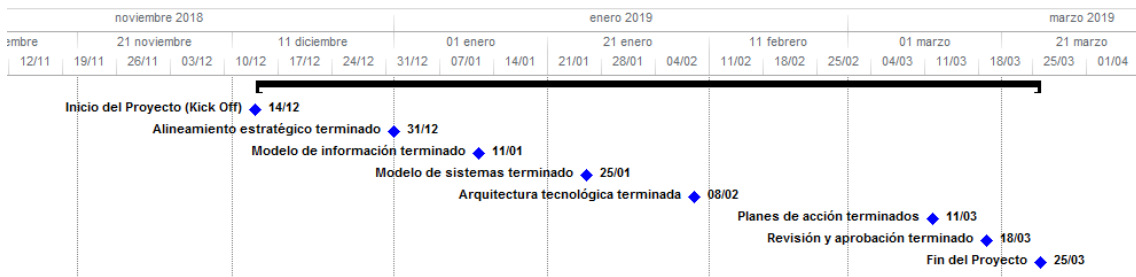 noviembre 2018 enero 2019 marzo 2019
embre 21 noviembre 11 diciembre 01 enero 21 enero 11 febrero 01 marzo 21 marzo
12/11 19/11 26/11 03/12 10/12 17/12 24/12 31/12 07/01 14/01 21/01 28/01 04/02 11/02 18/02 25/02 04/03 11/03 18/03 25/03 01/04
Inicio del Proyecto (Kick Off) 14/12
Alineamiento estratégico terminado 31/12
Modelo de información terminado 11/01
Modelo de sistemas terminado 25/01
Arquitectura tecnológica terminada 08/02
Planes de acción terminados 11/03
Revisión y aprobación terminado 18/03
Fin del Proyecto 25/03